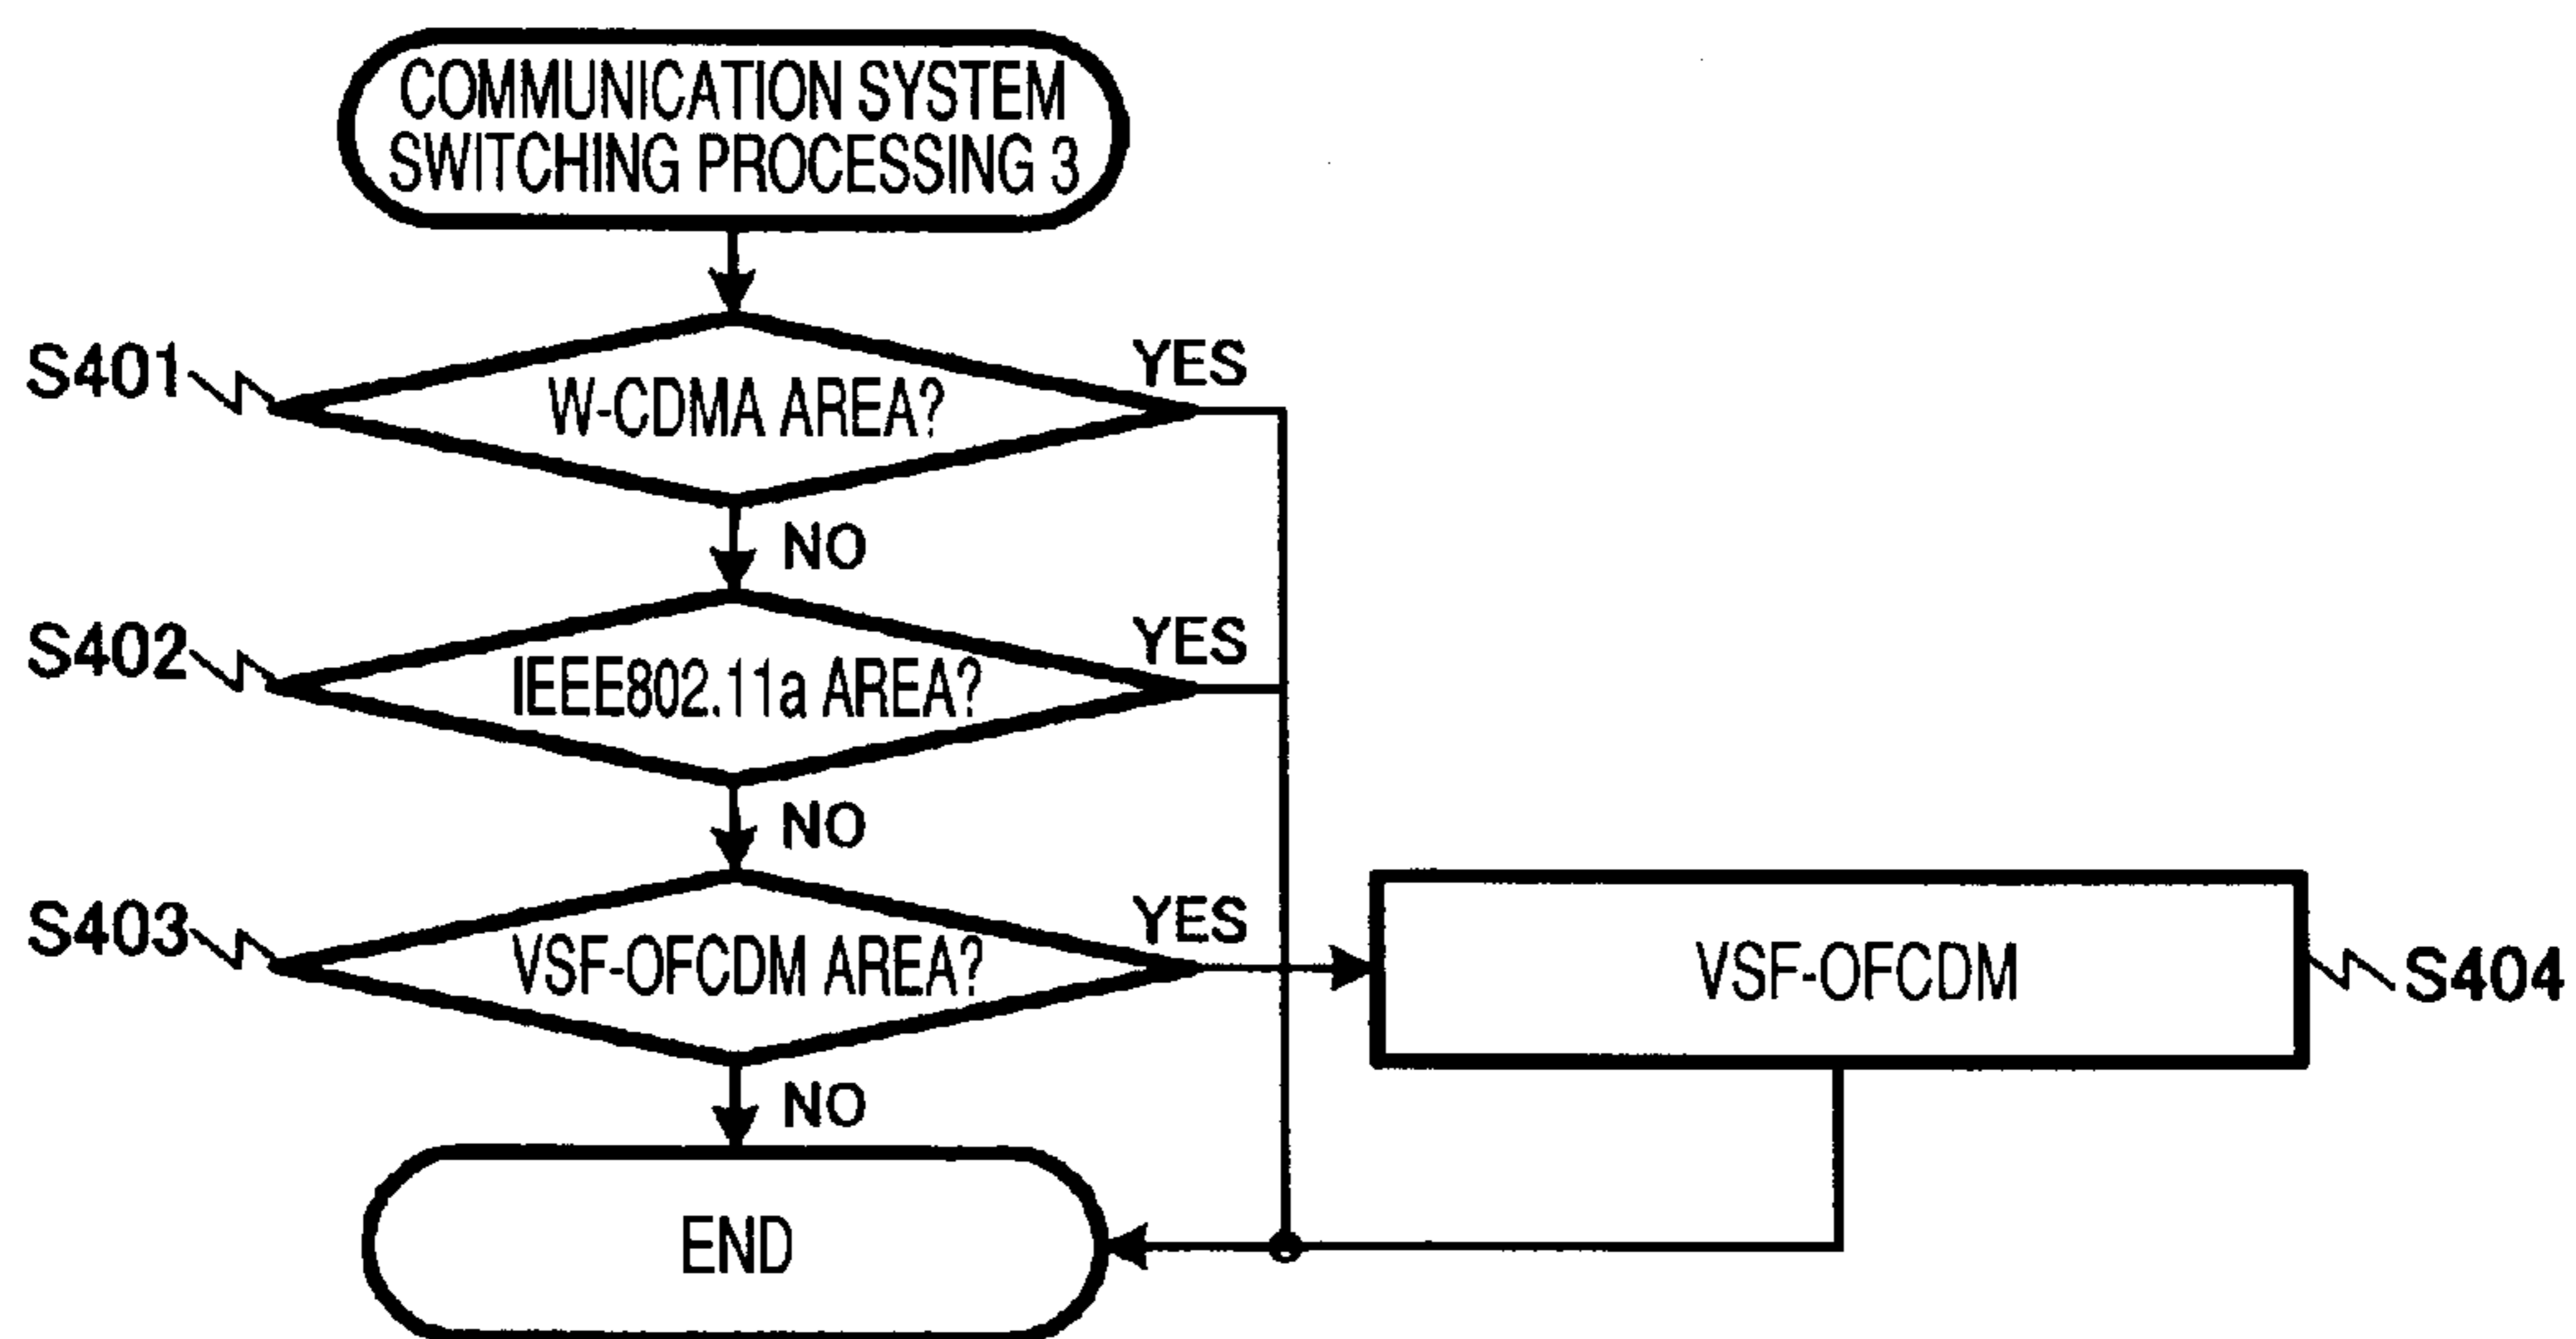 COMMUNICATION SYSTEM
SWITCHING PROCESSING 3
S401
W-CDMA AREA?
YES
NO
S402
IEEE802.11a AREA?
YES
NO
S403
VSF-OFCDM AREA?
YES
VSF-OFCDM
S404
NO
END